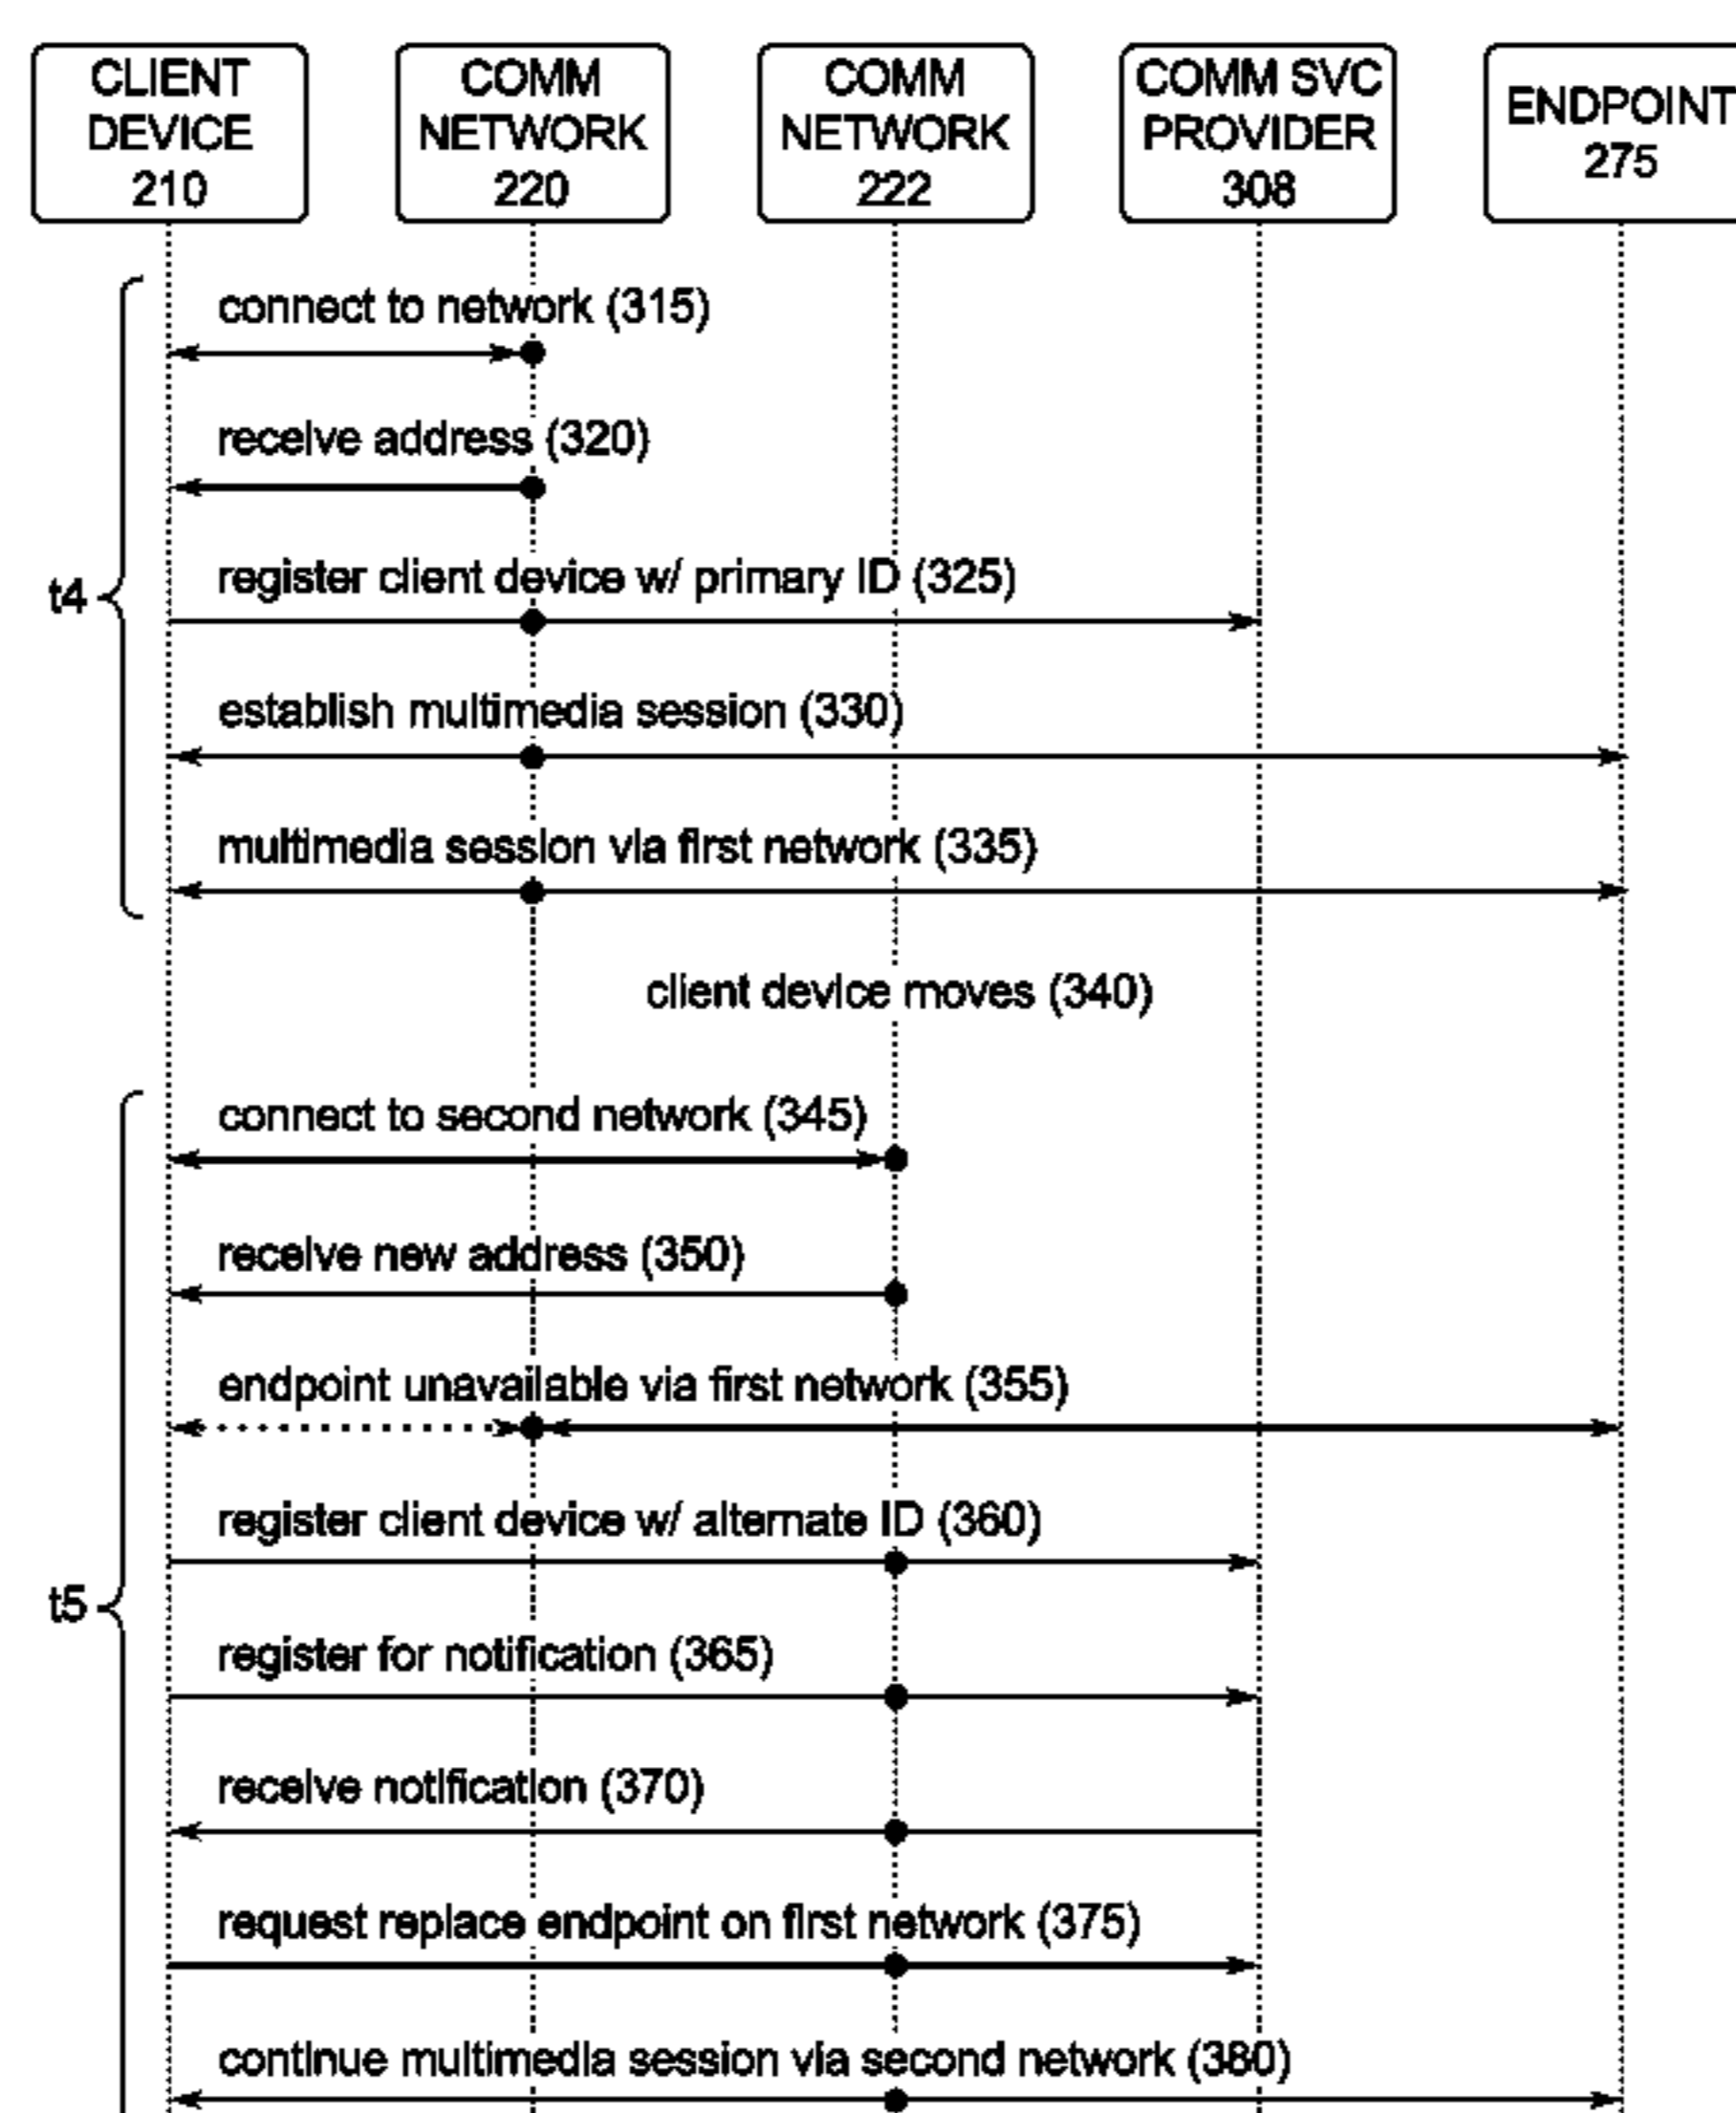 CLIENT
DEVICE
210
COMM
NETWORK
220
COMM
NETWORK
222
COMM SVC
PROVIDER
308
ENDPOINT
275
connect to network (315)
receive address (320)
t4
register client device w/ primary ID (325)
establish multimedia session (330)
multimedia session via first network (335)
client device moves (340)
connect to second network (345)
receive new address (350)
endpoint unavailable via first network (355)
register client device w/ alternate ID (360)
t5
register for notification (365)
receive notification (370)
request replace endpoint on first network (375)
continue multimedia session via second network (380)